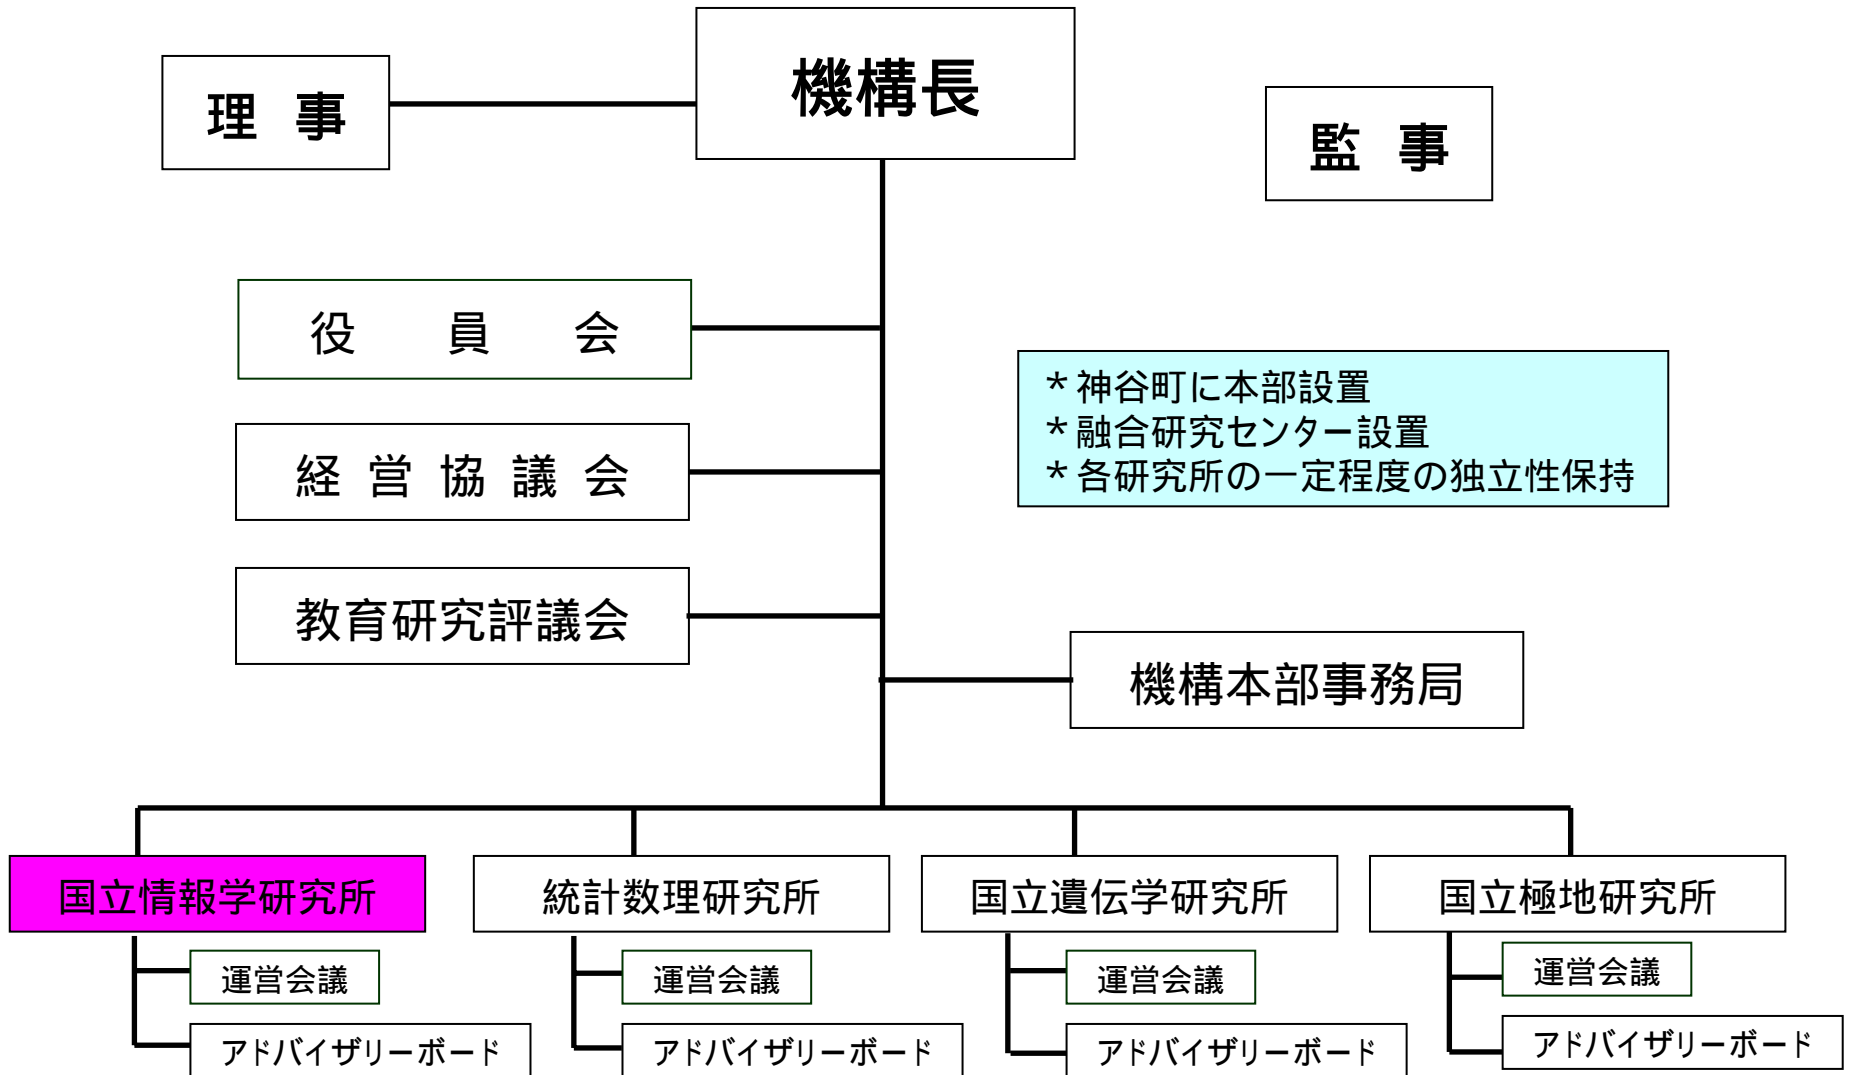 機構長
理 事
監 事
役 員 会
＊神谷町に本部設置
＊融合研究センター設置
＊各研究所の一定程度の独立性保持
経 営 協 議 会
教育研究評議会
機構本部事務局
国立情報学研究所
運営会議
アドバイザリーボード
統計数理研究所
運営会議
アドバイザリーボード
国立遺伝学研究所
運営会議
アドバイザリーボード
国立極地研究所
運営会議
アドバイザリーボード